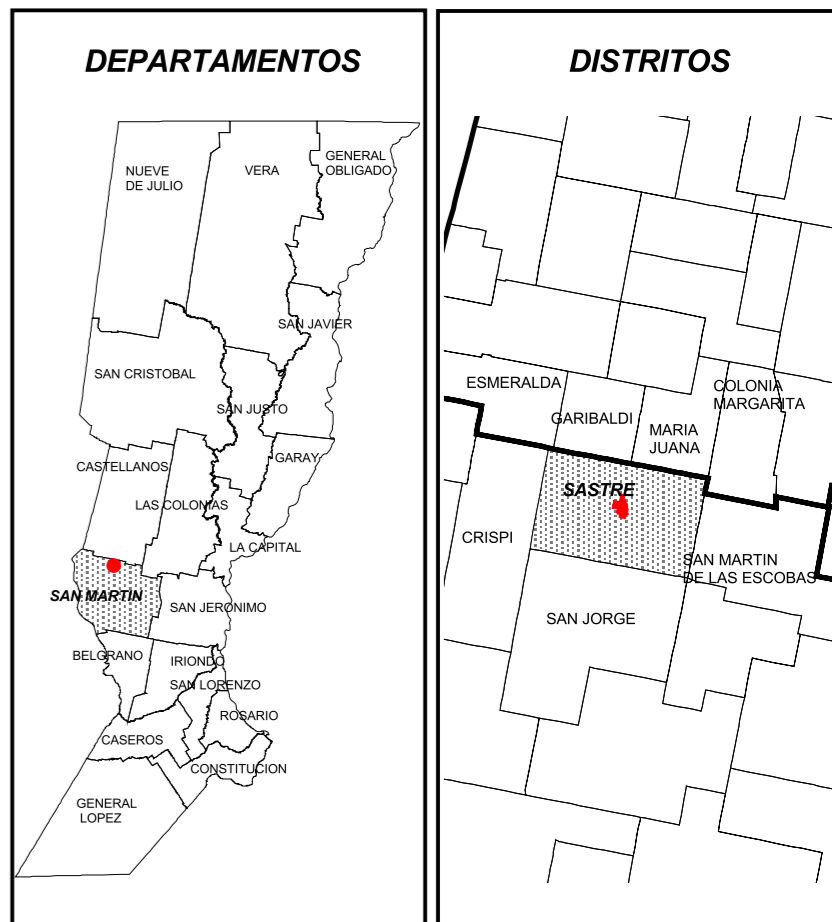 DEPARTAMENTOS
NUEVE
DE JULIO
VERA
GENERAL
OBLIGADO
SAN JAVIER
SAN CRISTOBAL
SAN JUSTO
GARAY
CASTELLANOS
LAS COLONIAS
LA CAPITAL
SAN MARTIN
SAN JERONIMO
BELGRANO
IRIONDO
SAN LORENZO
ROSARIO
CASEROS
CONSTITUCION
GENERAL
LOPEZ
DISTRITOS
ESMERALDA
COLONIA
MARGARITA
GARIBALDI
MARIA
JUANA
SASTRE
CRISPI
SAN MARTIN
DE LAS ESCOBAS
SAN JORGE